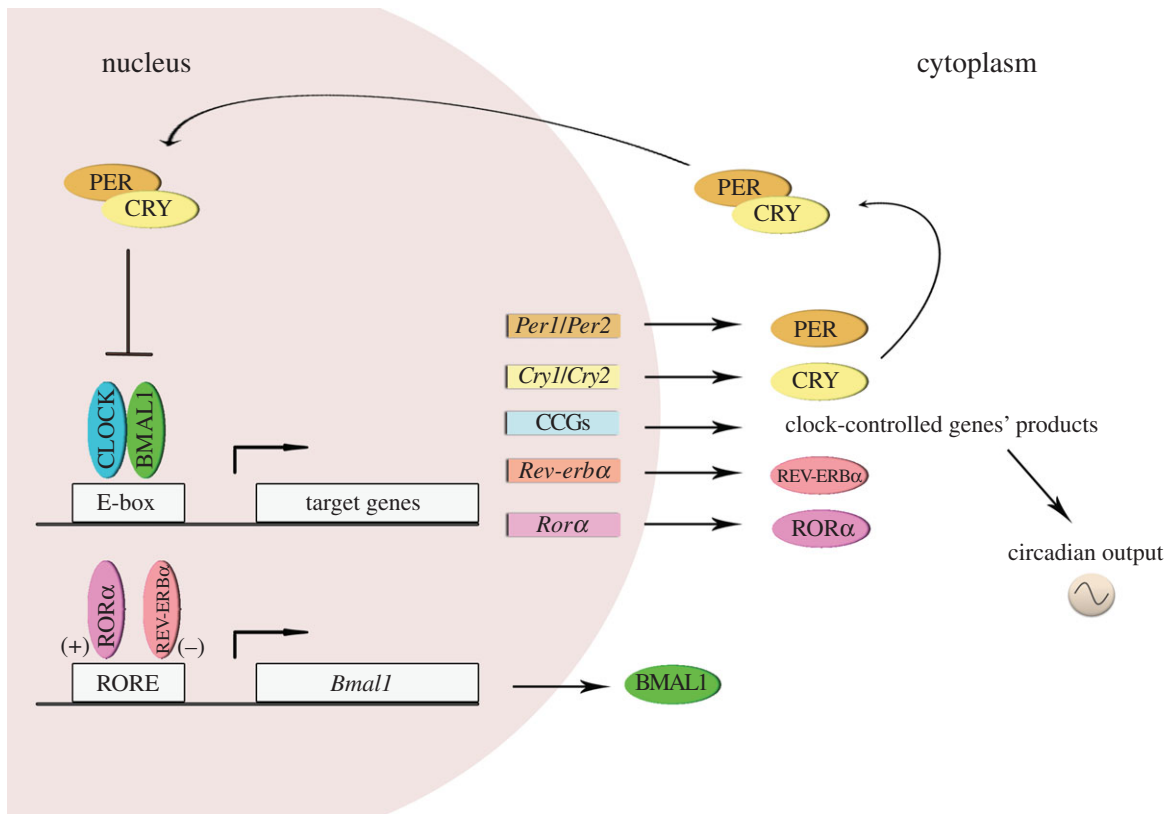 nucleus
cytoplasm
PER
CRY
PER
CRY
Per1/Per2
PER
Cry1/Cry2
CRY
CLOCK
BMAL1
CCGs
clock-controlled genes’ products
Rev-erbα
REV-ERBα
E-box
target genes
Rorα
RORα
circadian output
RORα
REV-ERBα
(+)
(–)
RORE
Bmal1
BMAL1